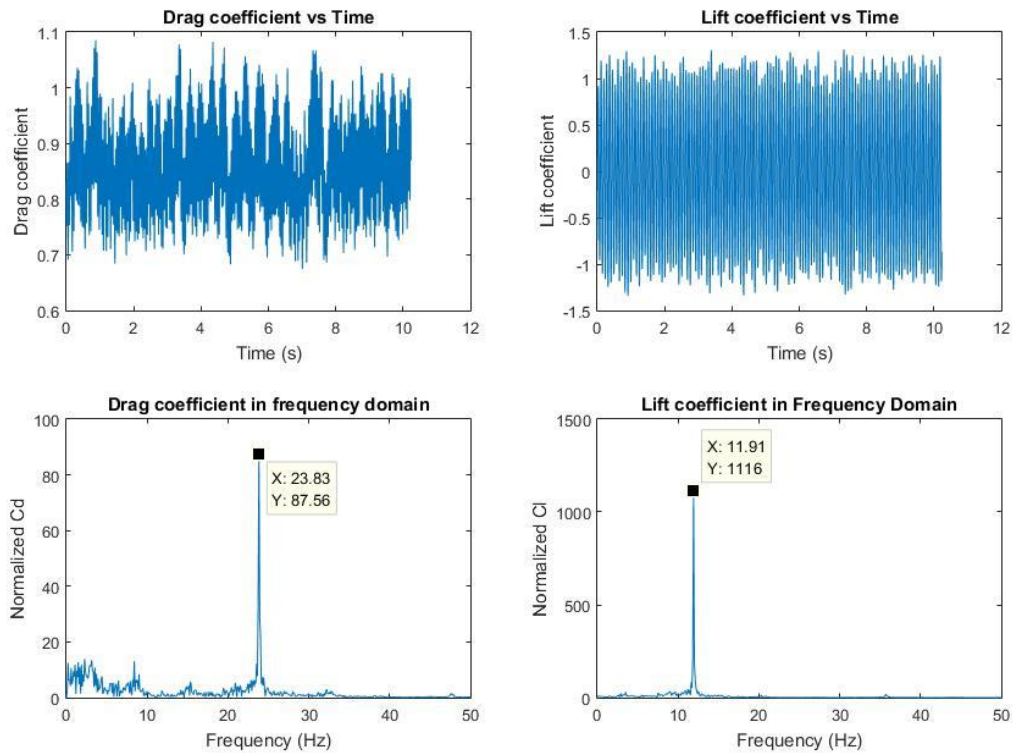 Drag coefficient vs Time
1.1
1
0.9
0.8
0.7
0.6
Drag coefficient
0 2 4 6 8 10 12
Time (s)
Lift coefficient vs Time
1.5
1
0.5
0
-0.5
-1
-1.5
Lift coefficient
0 2 4 6 8 10 12
Time (s)
Drag coefficient in frequency domain
100
80
60
40
20
0
Normalized Cd
X: 23.83
Y: 87.56
0 10 20 30 40 50
Frequency (Hz)
Lift coefficient in Frequency Domain
1500
1000
500
0
Normalized Cl
X: 11.91
Y: 1116
0 10 20 30 40 50
Frequency (Hz)